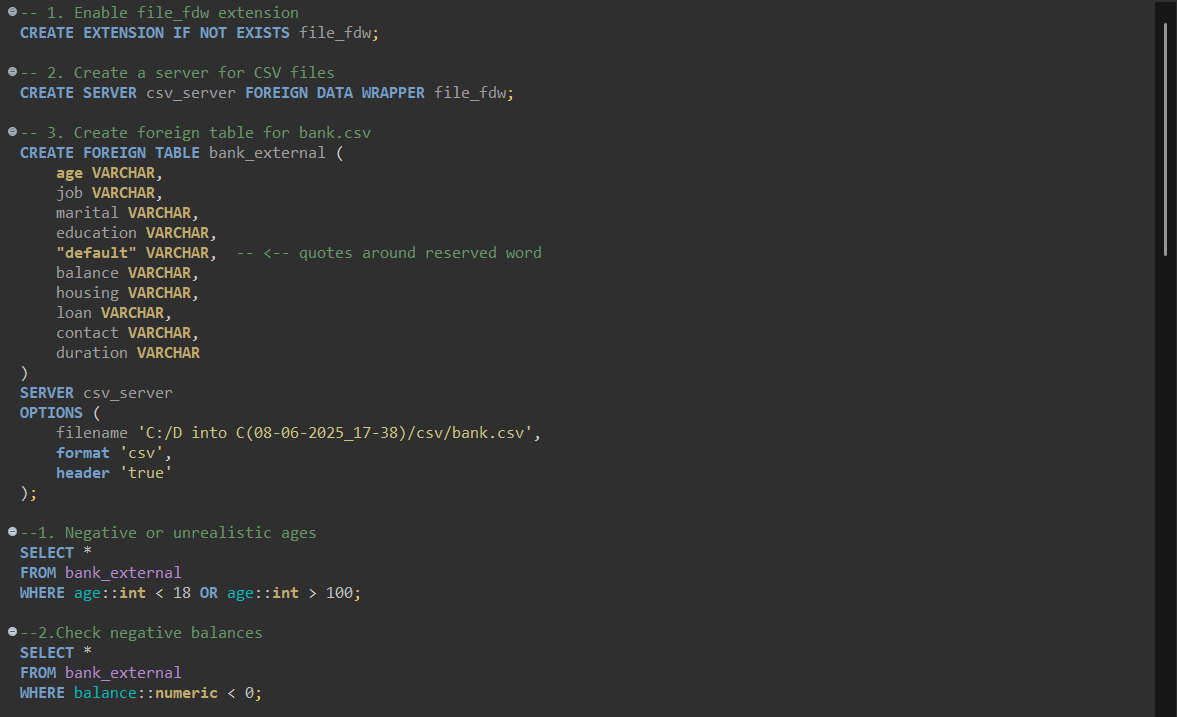 -- 1. Enable file_fdw extension
CREATE EXTENSION IF NOT EXISTS file_fdw;
-- 2. Create a server for CSV files
CREATE SERVER csv_server FOREIGN DATA WRAPPER file_fdw;
-- 3. Create foreign table for bank.csv
CREATE FOREIGN TABLE bank_external (
    age VARCHAR,
    job VARCHAR,
    marital VARCHAR,
    education VARCHAR,
    "default" VARCHAR,  -- <-- quotes around reserved word
    balance VARCHAR,
    housing VARCHAR,
    loan VARCHAR,
    contact VARCHAR,
    duration VARCHAR
)
SERVER csv_server
OPTIONS (
    filename 'C:/D into C(08-06-2025_17-38)/csv/bank.csv',
    format 'csv',
    header 'true'
);
--1. Negative or unrealistic ages
SELECT *
FROM bank_external
WHERE age::int < 18 OR age::int > 100;
--2.Check negative balances
SELECT *
FROM bank_external
WHERE balance::numeric < 0;